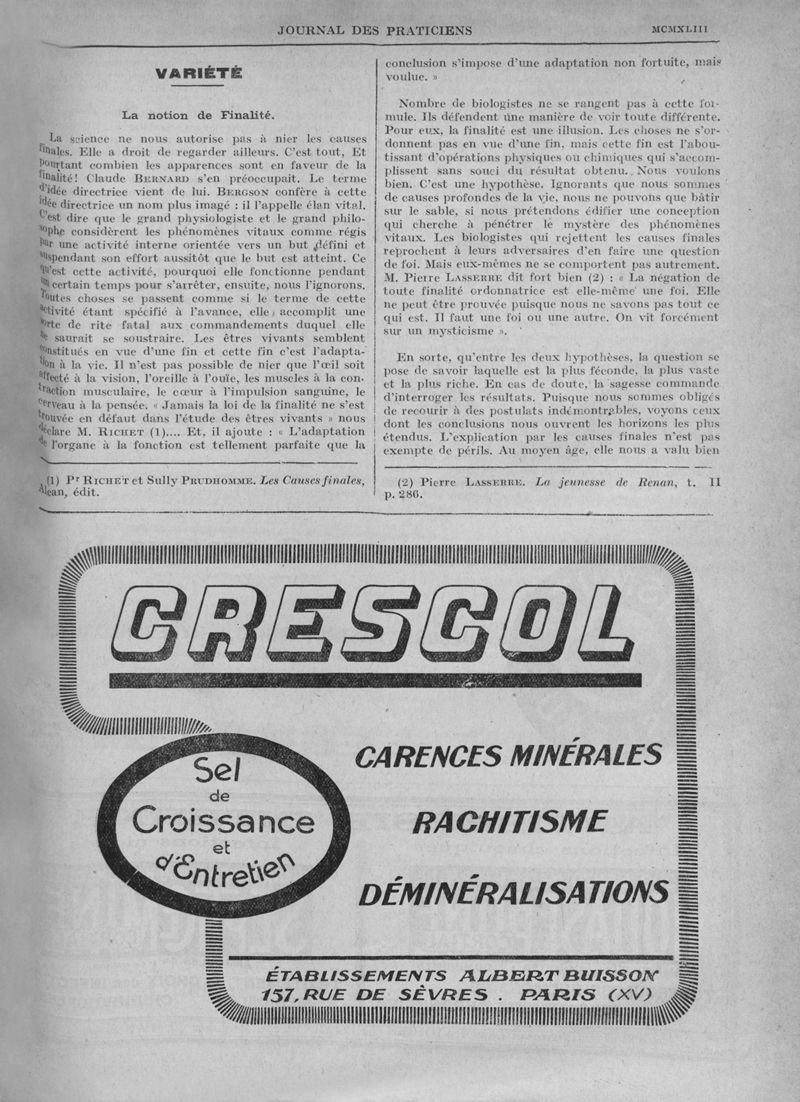 JOURNAL DES PRATICIENS
MCMXLIII
VARIÉTÉ
La notion de Finalité.
La science ne nous autorise pas à nier les causes
finales. Elle a droit de regarder ailleurs. C'est tout, Et
pourtant combien les apparences sont en faveur de la
finalité! Claude BERNARD s'en préoccupait. Le terme
d'idée directrice vient de lui. BERGSON confère à cette
idée directrice un nom plus imagé : il l'appelle élan vital.
C'est dire que le grand physiologiste et le grand philo-
sophe considèrent les phénomènes vitaux comme régis
par une activité interne orientée vers un but défini et
suspendant son effort aussitôt que le but est atteint. Ce
qu'est cette activité, pourquoi elle fonctionne pendant
un certain temps pour s'arrêter, ensuite, nous l'ignorons.
Toutes choses se passent comme si le terme de cette
activité étant spécifié à l'avance, elle accomplit une
sorte de rite fatal aux commandements duquel elle
ne saurait se soustraire. Les êtres vivants semblent
constitués en vue d'une fin et cette fin c'est l'adapta-
tion à la vie. Il n'est pas possible de nier que l'œil soit
affecté à la vision, l'oreille à l'ouïe, les muscles à la con-
traction musculaire, le cœur à l'impulsion sanguine, le
cerveau à la pensée. « Jamais la loi de la finalité ne s'est
trouvée en défaut dans l'étude des êtres vivants » nous
déclare M. RICHET (1).... Et, il ajoute : « L'adaptation
de l'organe à la fonction est tellement parfaite que la
(1) Pr RICHET et Sully PRUDHOMME. Les Causes finales,
Alcan, édit.
conclusion s'impose d'une adaptation non fortuite, mais
voulue. »
Nombre de biologistes ne se rangent pas à cette for-
mule. Ils défendent une manière de voir toute différente.
Pour eux, la finalité est une illusion. Les choses ne s'or-
donnent pas en vue d'une fin, mais cette fin est l'abou-
tissant d'opérations physiques ou chimiques qui s'accom-
plissent sans souci du résultat obtenu. Nous voulons
bien. C'est une hypothèse. Ignorants que nous sommes
de causes profondes de la vie, nous ne pouvons que bâtir
sur le sable, si nous prétendons édifier une conception
qui cherche à pénétrer le mystère des phénomènes
vitaux. Les biologistes qui rejettent les causes finales
reprochent à leurs adversaires d'en faire une question
de foi. Mais eux-mêmes ne se comportent pas autrement.
M. Pierre LASSERRE dit fort bien (2) : « La négation de
toute finalité ordonnatrice est elle-même une foi. Elle
ne peut être prouvée puisque nous ne savons pas tout ce
qui est. Il faut une foi ou une autre. On vit forcément
sur un mysticisme ».
En sorte, qu'entre les deux hypothèses, la question se
pose de savoir laquelle est la plus féconde, la plus vaste
et la plus riche. En cas de doute, la sagesse commande
d'interroger les résultats. Puisque nous sommes obligés
de recourir à des postulats indémontrables, voyons ceux
dont les conclusions nous ouvrent les horizons les plus
étendus. L'explication par les causes finales n'est pas
exempte de périls. Au moyen âge, elle nous a valu bien
(2) Pierre LASSERRE. La jeunesse de Renan, t. II
p. 286.
CRESCOL
Sel
de
Croissance
et
d'Entretien
CARENCES MINÉRALES
RACHITISME
DÉMINÉRALISATIONS
ÉTABLISSEMENTS ALBERT BUISSON
157, RUE DE SÈVRES . PARIS (XV)